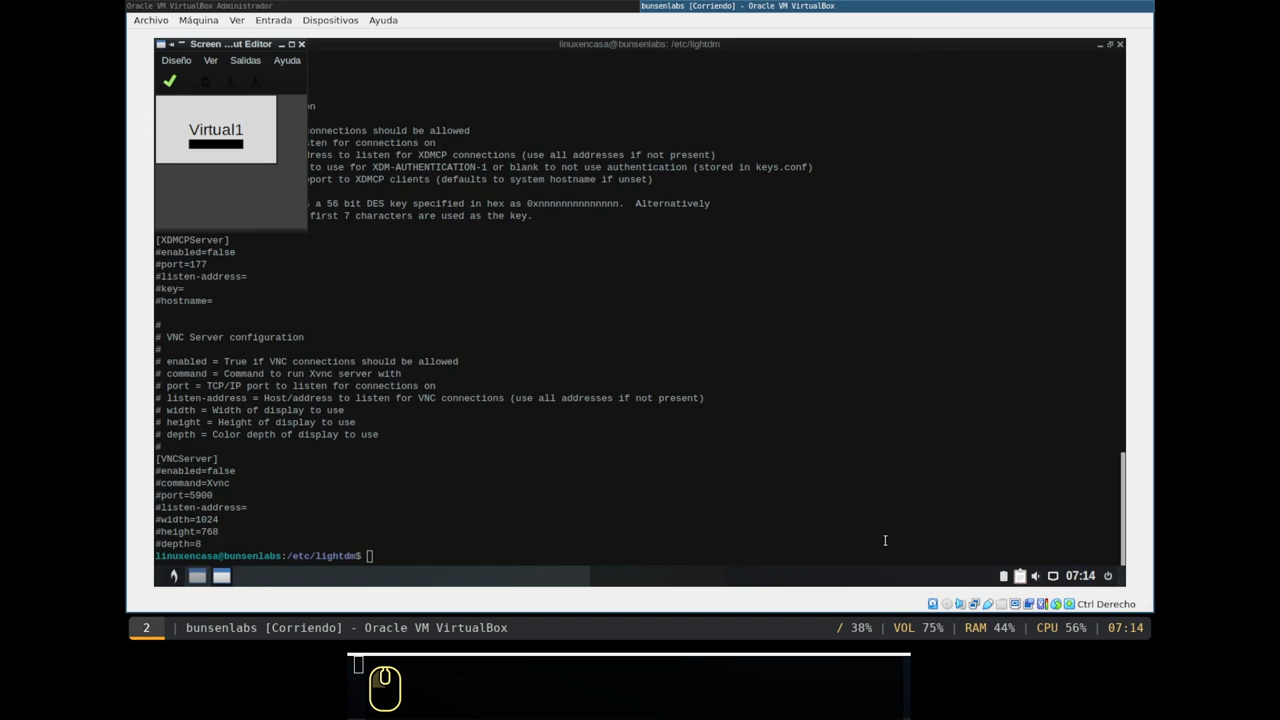 Oracle VM VirtualBox Administrador
bunsenlabs [Corriendo] - Oracle VM VirtualBox
Archivo Máquina Ver Entrada Dispositivos Ayuda
Screen ...ut Editor
linuxencasa@bunsenlabs: /etc/lightdm
Diseño Ver Salidas Ayuda
Virtual1
on
connections should be allowed
sten for connections on
dress to listen for XDMCP connections (use all addresses if not present)
to use for XDM-AUTHENTICATION-1 or blank to not use authentication (stored in keys.conf)
eport to XDMCP clients (defaults to system hostname if unset)
s a 56 bit DES key specified in hex as 0xnnnnnnnnnnnnnn.  Alternatively
first 7 characters are used as the key.
[XDMCPServer]
#enabled=false
#port=177
#listen-address=
#key=
#hostname=
#
# VNC Server configuration
#
# enabled = True if VNC connections should be allowed
# command = Command to run Xvnc server with
# port = TCP/IP port to listen for connections on
# listen-address = Host/address to listen for VNC connections (use all addresses if not present)
# width = Width of display to use
# height = Height of display to use
# depth = Color depth of display to use
#
[VNCServer]
#enabled=false
#command=Xvnc
#port=5900
#listen-address=
#width=1024
#height=768
#depth=8
linuxencasa@bunsenlabs:/etc/lightdm$
07:14
Ctrl Derecho
2 | bunsenlabs [Corriendo] - Oracle VM VirtualBox / 38% | VOL 75% | RAM 44% | CPU 56% | 07:14